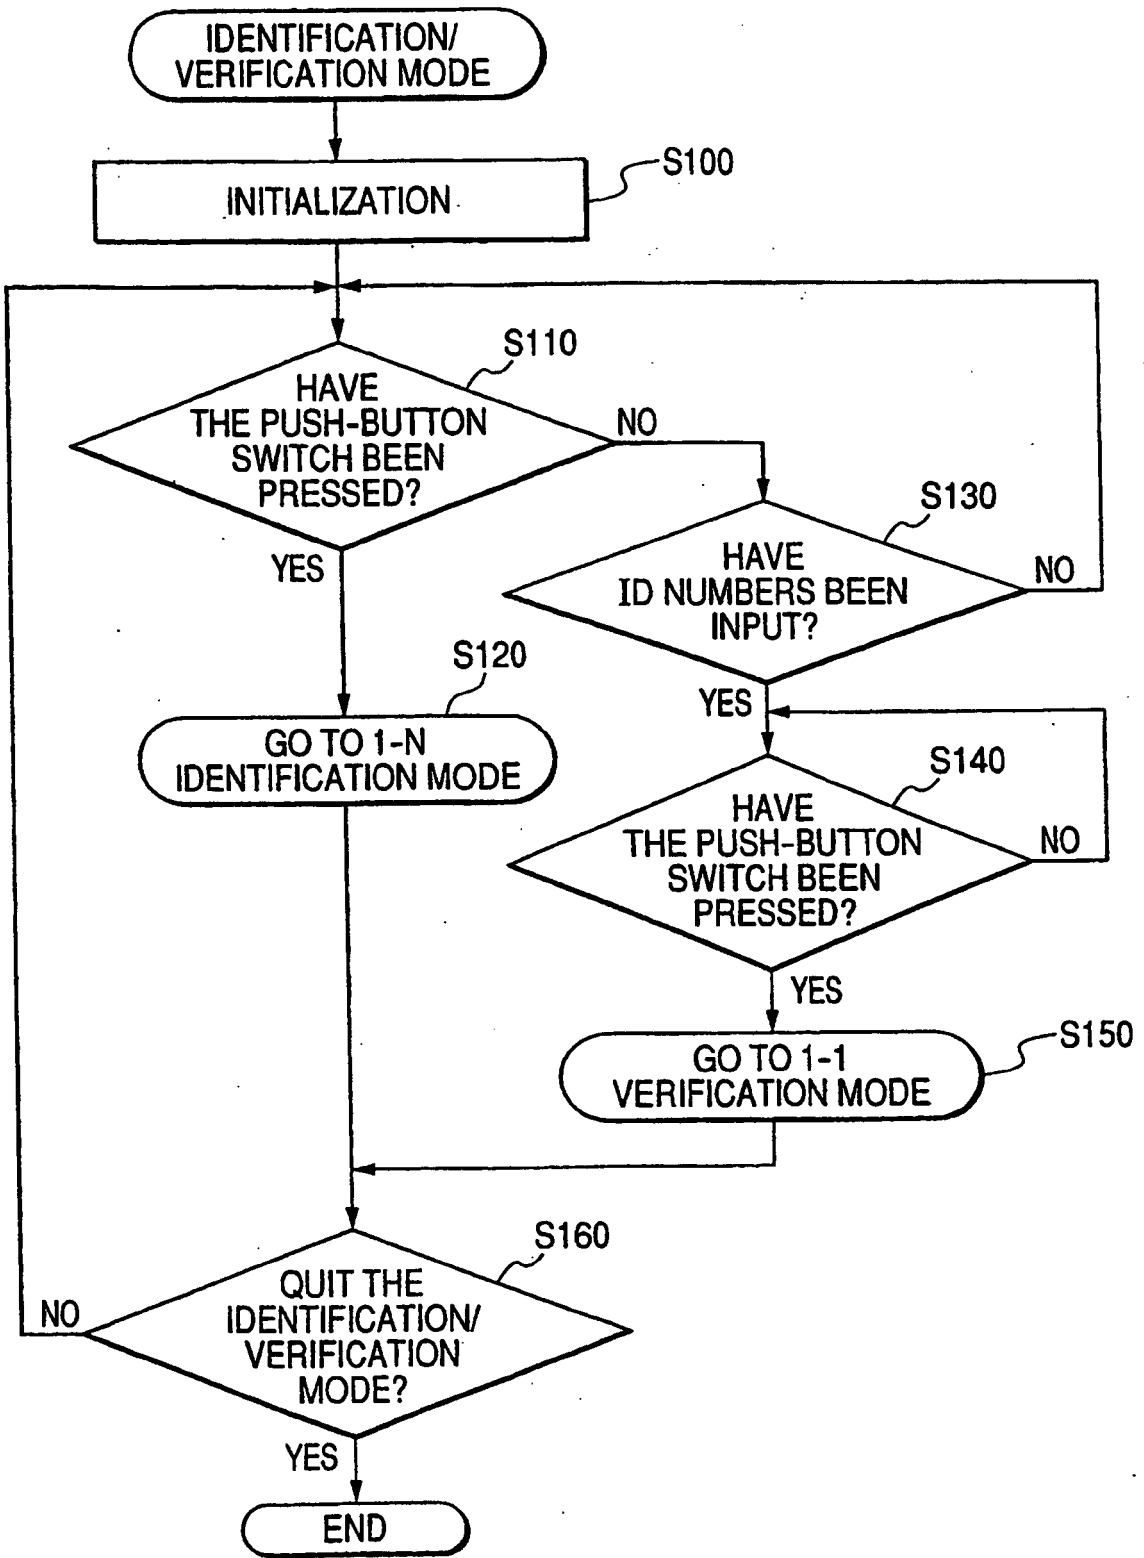 IDENTIFICATION/
VERIFICATION MODE
S100
INITIALIZATION
S110
HAVE
THE PUSH-BUTTON
SWITCH BEEN
PRESSED?
NO
YES
S130
HAVE
ID NUMBERS BEEN
INPUT?
NO
YES
S120
GO TO 1-N
IDENTIFICATION MODE
S140
HAVE
THE PUSH-BUTTON
SWITCH BEEN
PRESSED?
NO
YES
S150
GO TO 1-1
VERIFICATION MODE
S160
QUIT THE
IDENTIFICATION/
VERIFICATION
MODE?
NO
YES
END